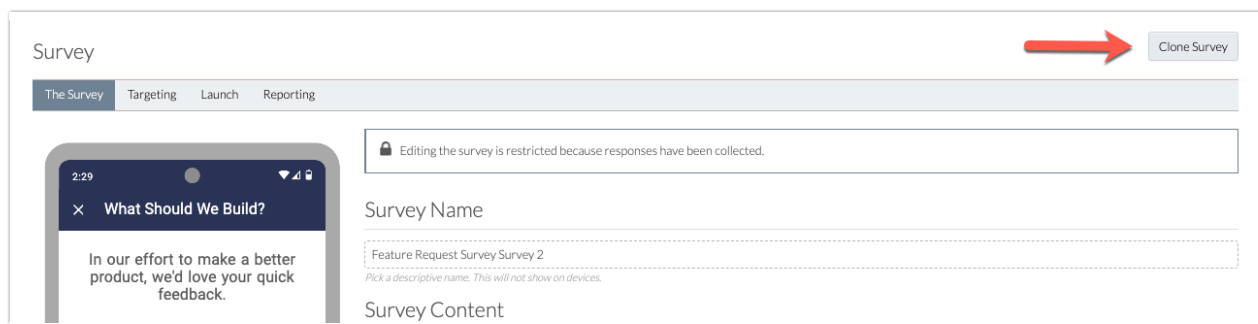 Survey
Clone Survey
The Survey Targeting Launch Reporting
Editing the survey is restricted because responses have been collected.
2:29
What Should We Build?
In our effort to make a better
product, we'd love your quick
feedback.
Survey Name
Feature Request Survey Survey 2
Pick a descriptive name. This will not show on devices.
Survey Content